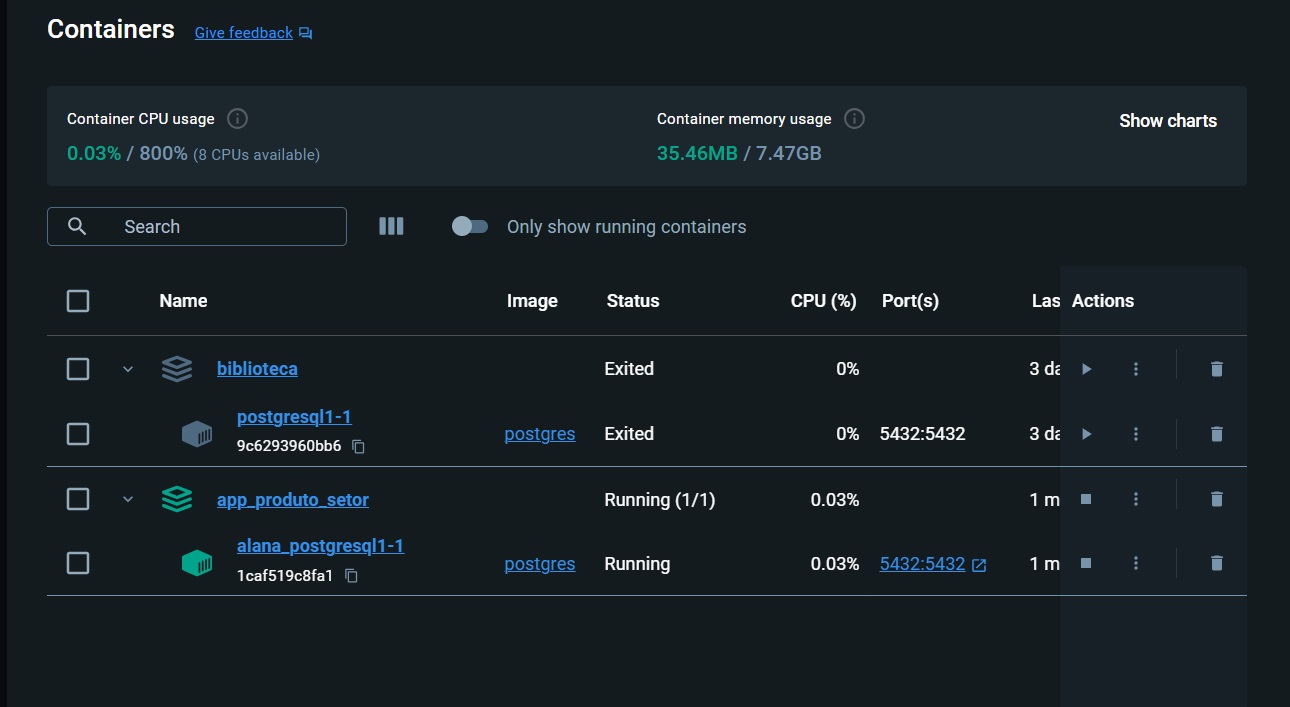 Containers Give feedback
Container CPU usage
0.03% / 800% (8 CPUs available)
Container memory usage
35.46MB / 7.47GB
Show charts
Search
Only show running containers
Name Image Status CPU (%) Port(s) Las Actions
biblioteca Exited 0% 3 da
postgresql1-1
9c6293960bb6
postgres Exited 0% 5432:5432 3 da
app_produto_setor Running (1/1) 0.03% 1 m
alana_postgresql1-1
1caf519c8fa1
postgres Running 0.03% 5432:5432 1 m